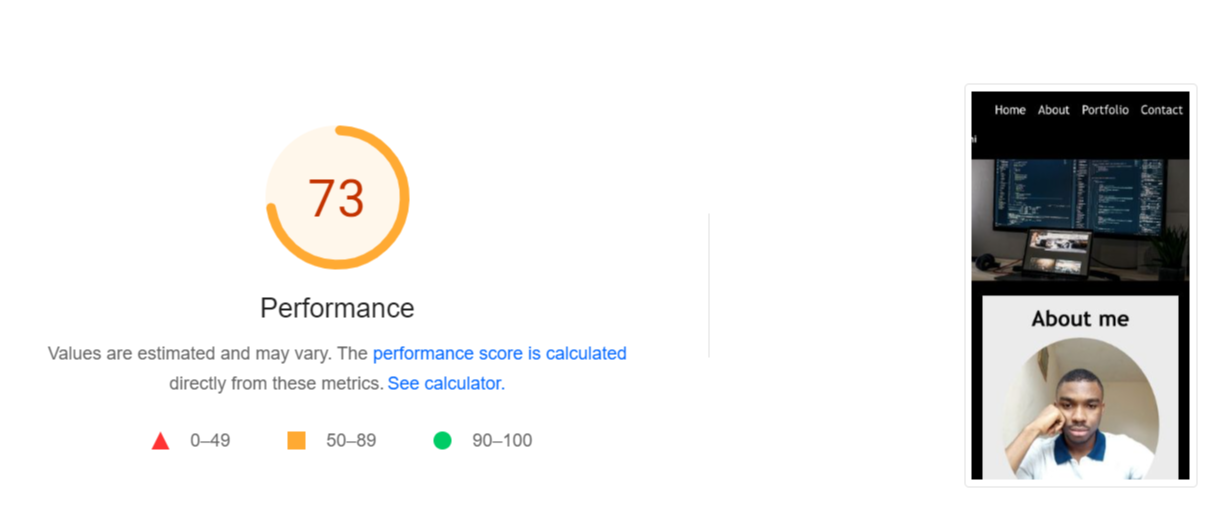 73
Performance
Values are estimated and may vary. The performance score is calculated
directly from these metrics. See calculator.
0–49 50–89 90–100
Home About Portfolio Contact
About me